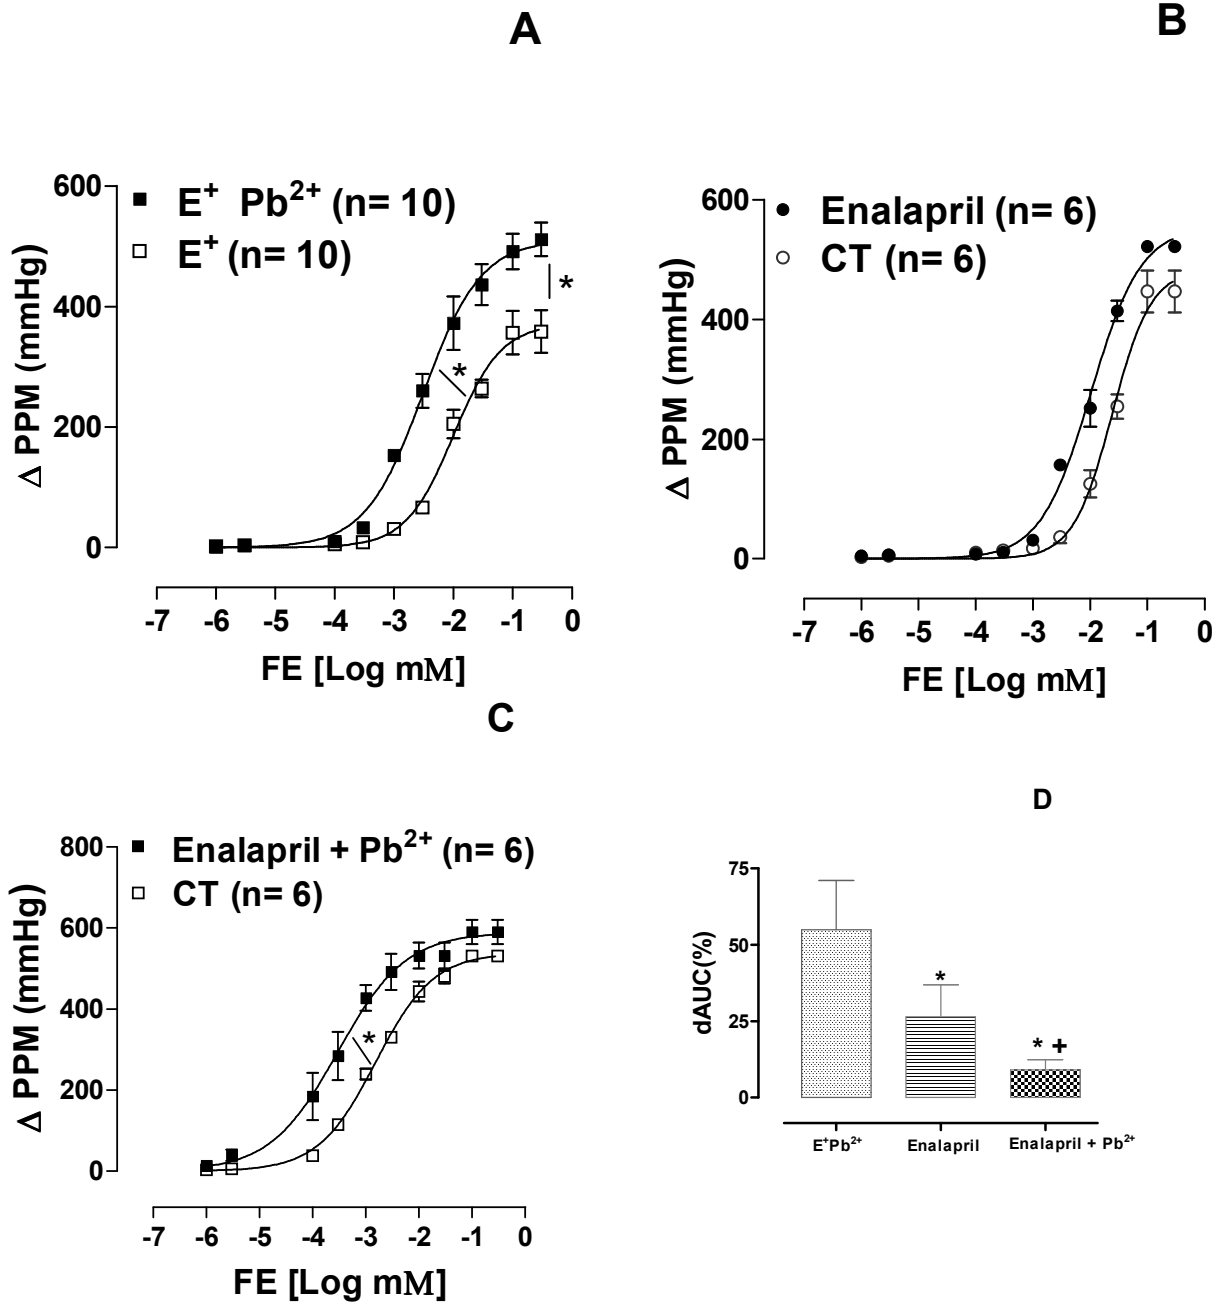 A
600
400
200
0
Δ PPM (mmHg)
E⁺ Pb²⁺ (n= 10)
E⁺ (n= 10)
*
*
-7 -6 -5 -4 -3 -2 -1 0
FE [Log mM]
B
600
400
200
0
Δ PPM (mmHg)
Enalapril (n= 6)
CT (n= 6)
-7 -6 -5 -4 -3 -2 -1 0
FE [Log mM]
C
800
600
400
200
0
Δ PPM (mmHg)
Enalapril + Pb²⁺ (n= 6)
CT (n= 6)
*
-7 -6 -5 -4 -3 -2 -1 0
FE [Log mM]
D
75
50
25
0
dAUC(%)
*
* +
E⁺Pb²⁺ Enalapril Enalapril + Pb²⁺